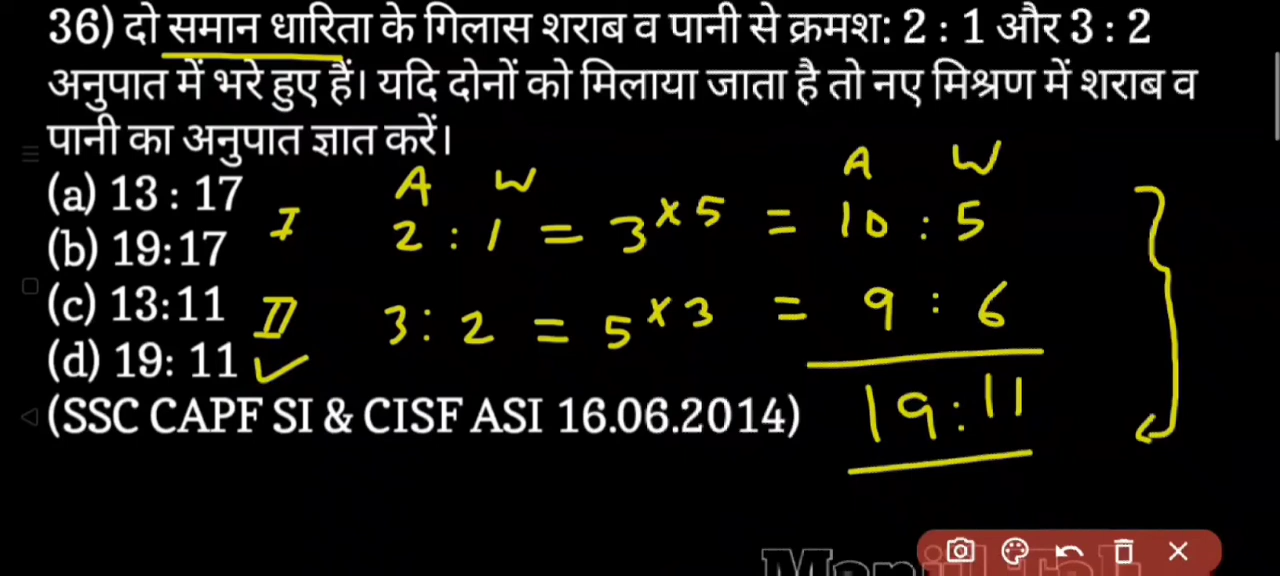 36) दो समान धारिता के गिलास शराब व पानी से क्रमश: 2 : 1 और 3 : 2
अनुपात में भरे हुए हैं। यदि दोनों को मिलाया जाता है तो नए मिश्रण में शराब व
पानी का अनुपात ज्ञात करें।
A W A W
(a) 13 : 17
I 2 : 1 = 3 x 5 = 10 : 5
(b) 19:17
(c) 13:11
II 3 : 2 = 5 x 3 = 9 : 6
(d) 19: 11 ✓
(SSC CAPF SI & CISF ASI 16.06.2014)
19:11